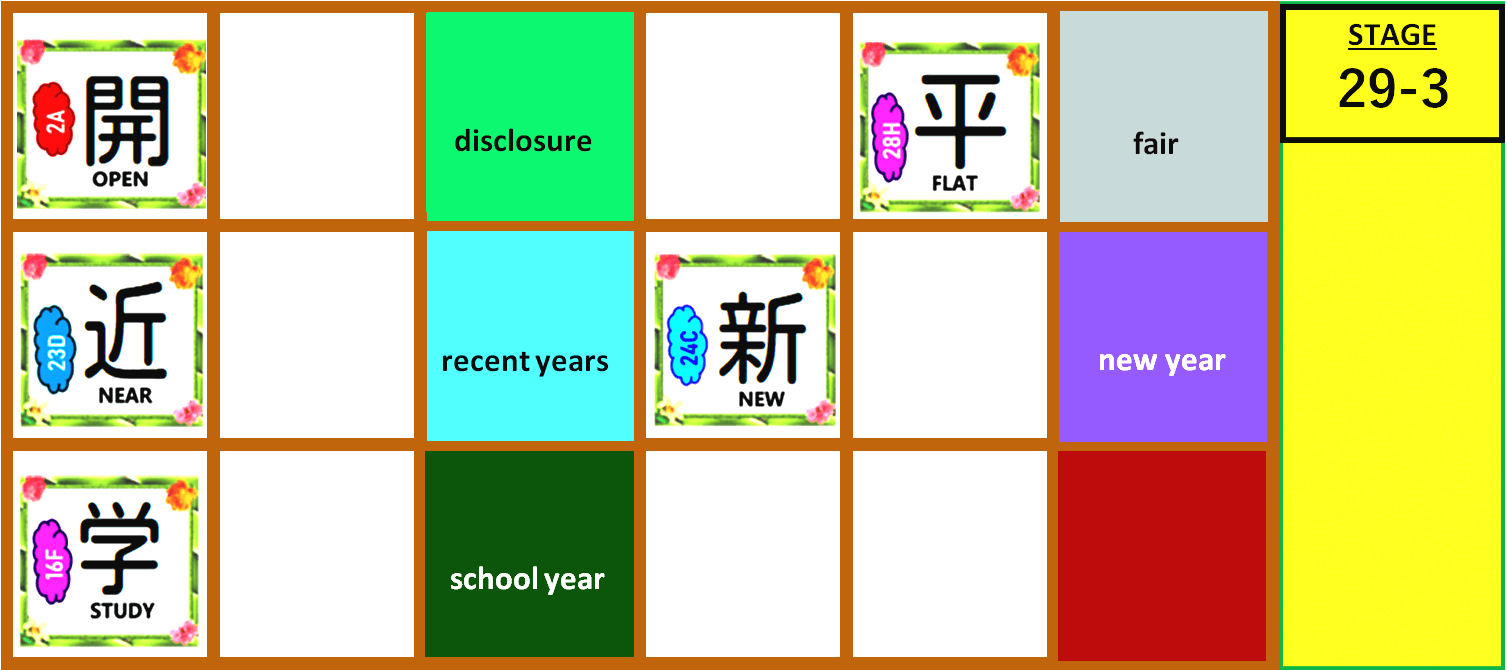 2A
開
OPEN
disclosure
28H
平
FLAT
fair
STAGE
29-3
23D
近
NEAR
recent years
24C
新
NEW
new year
16F
学
STUDY
school year